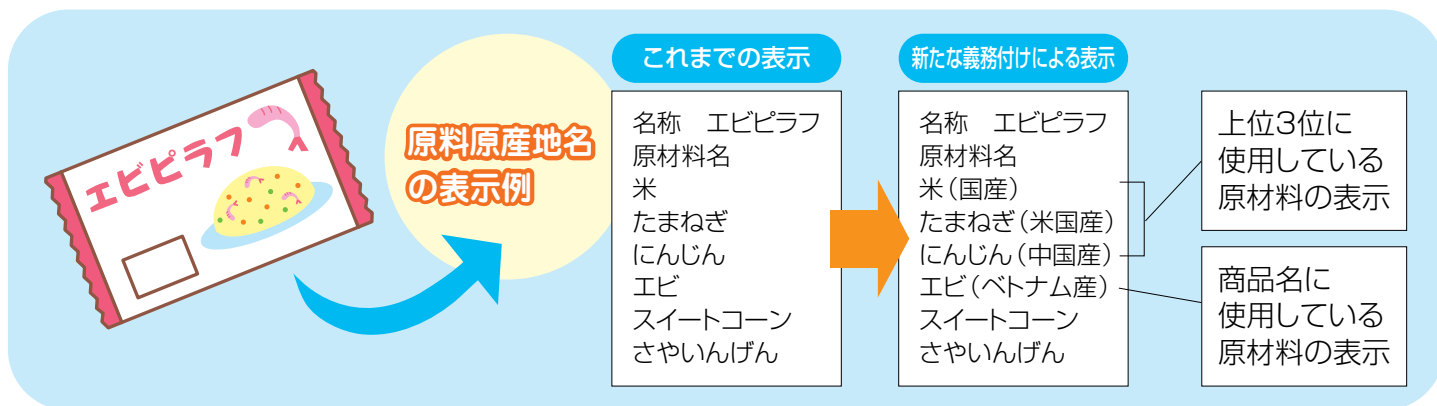 エビピラフ
原料原産地名
の表示例
これまでの表示
名称　エビピラフ
原材料名
米
たまねぎ
にんじん
エビ
スイートコーン
さやいんげん
新たな義務付けによる表示
名称　エビピラフ
原材料名
米（国産）
たまねぎ（米国産）
にんじん（中国産）
エビ（ベトナム産）
スイートコーン
さやいんげん
上位3位に
使用している
原材料の表示
商品名に
使用している
原材料の表示